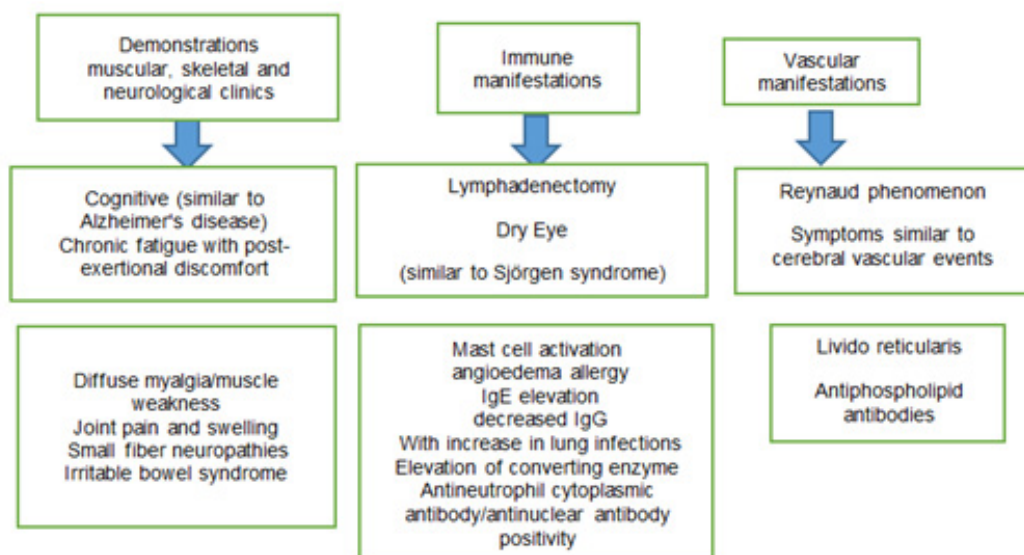 Demonstrations
muscular, skeletal and
neurological clinics
Immune
manifestations
Vascular
manifestations
Cognitive (similar to
Alzheimer's disease)
Chronic fatigue with post-
exertional discomfort
Lymphadenectomy
Dry Eye
(similar to Sjörgen syndrome)
Reynaud phenomenon
Symptoms similar to
cerebral vascular events
Diffuse myalgia/muscle
weakness
Joint pain and swelling
Small fiber neuropathies
Irritable bowel syndrome
Mast cell activation
angioedema allergy
IgE elevation
decreased IgG
With increase in lung infections
Elevation of converting enzyme
Antineutrophil cytoplasmic
antibody/antinuclear antibody
positivity
Livido reticularis
Antiphospholipid
antibodies